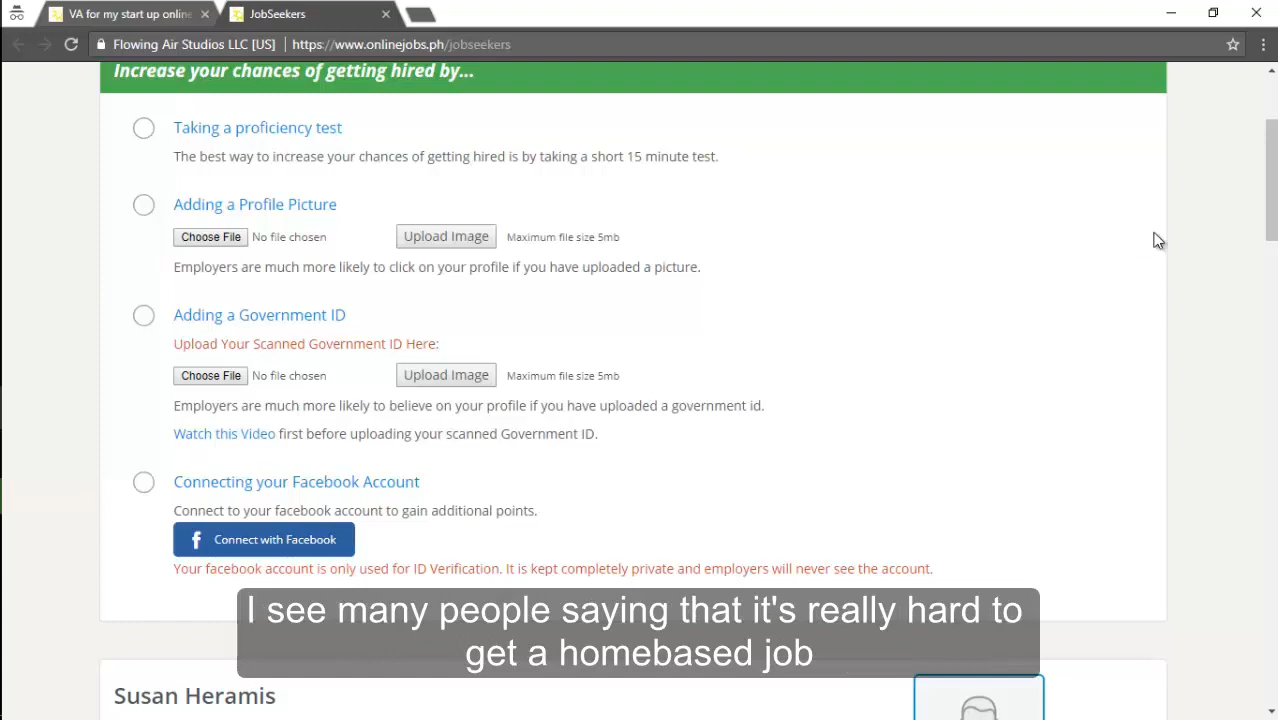 VA for my start up online
JobSeekers
Flowing Air Studios LLC [US] https://www.onlinejobs.ph/jobseekers
Increase your chances of getting hired by...
Taking a proficiency test
The best way to increase your chances of getting hired is by taking a short 15 minute test.
Adding a Profile Picture
Choose File No file chosen Upload Image Maximum file size 5mb
Employers are much more likely to click on your profile if you have uploaded a picture.
Adding a Government ID
Upload Your Scanned Government ID Here:
Choose File No file chosen Upload Image Maximum file size 5mb
Employers are much more likely to believe on your profile if you have uploaded a government id.
Watch this Video first before uploading your scanned Government ID.
Connecting your Facebook Account
Connect to your facebook account to gain additional points.
f Connect with Facebook
Your facebook account is only used for ID Verification. It is kept completely private and employers will never see the account.
I see many people saying that it's really hard to
get a homebased job
Susan Heramis